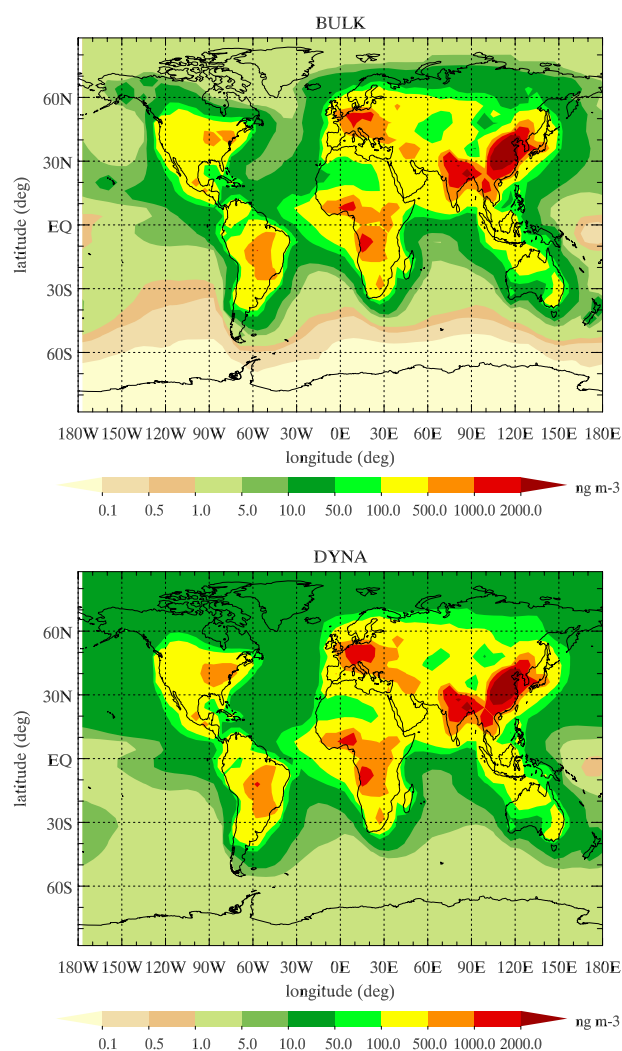 BULK
60N
30N
EQ
30S
60S
latitude (deg)
180W 150W 120W 90W 60W 30W 0E 30E 60E 90E 120E 150E 180E
longitude (deg)
ng m-3
0.1 0.5 1.0 5.0 10.0 50.0 100.0 500.0 1000.0 2000.0
DYNA
60N
30N
EQ
30S
60S
latitude (deg)
180W 150W 120W 90W 60W 30W 0E 30E 60E 90E 120E 150E 180E
longitude (deg)
ng m-3
0.1 0.5 1.0 5.0 10.0 50.0 100.0 500.0 1000.0 2000.0